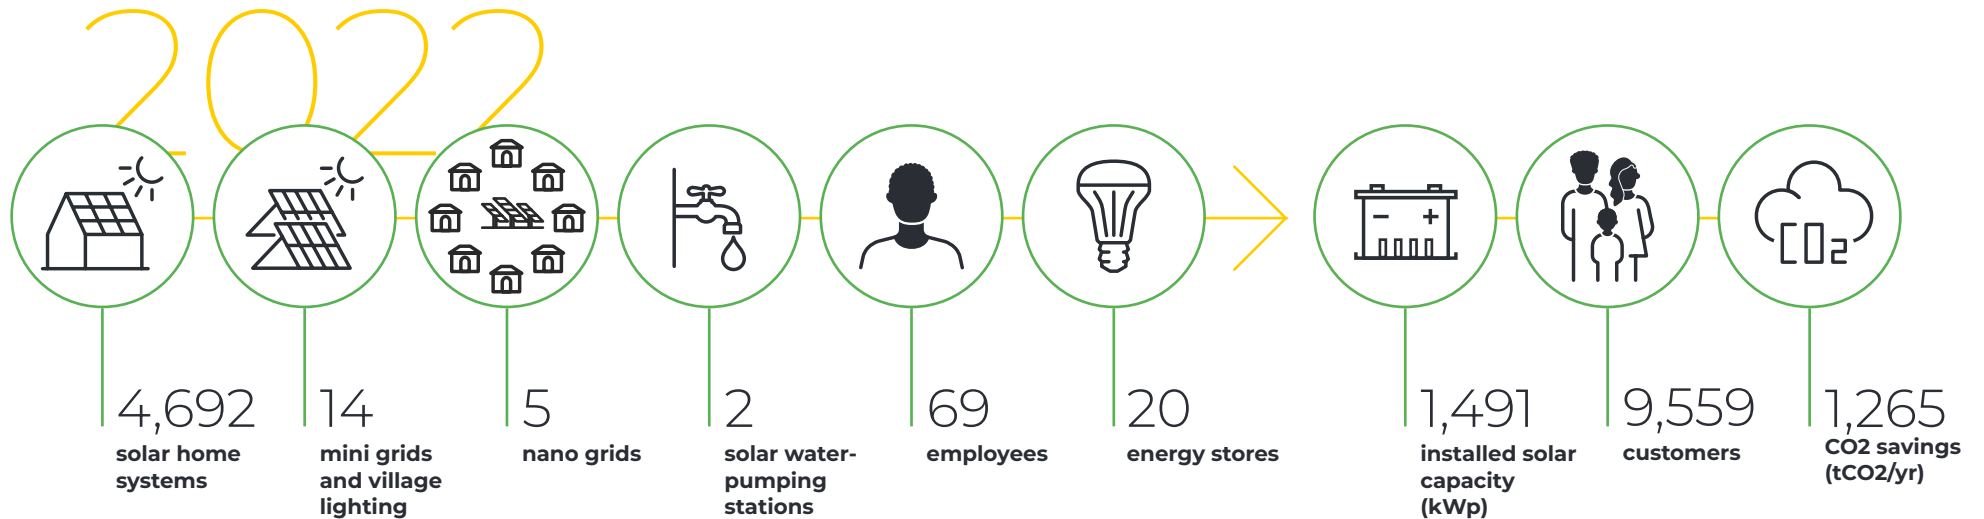 2022
4,692
solar home
systems
14
mini grids
and village
lighting
5
nano grids
2
solar water-
pumping
stations
69
employees
20
energy stores
1,491
installed solar
capacity
(kWp)
9,559
customers
CO2
1,265
CO2 savings
(tCO2/yr)